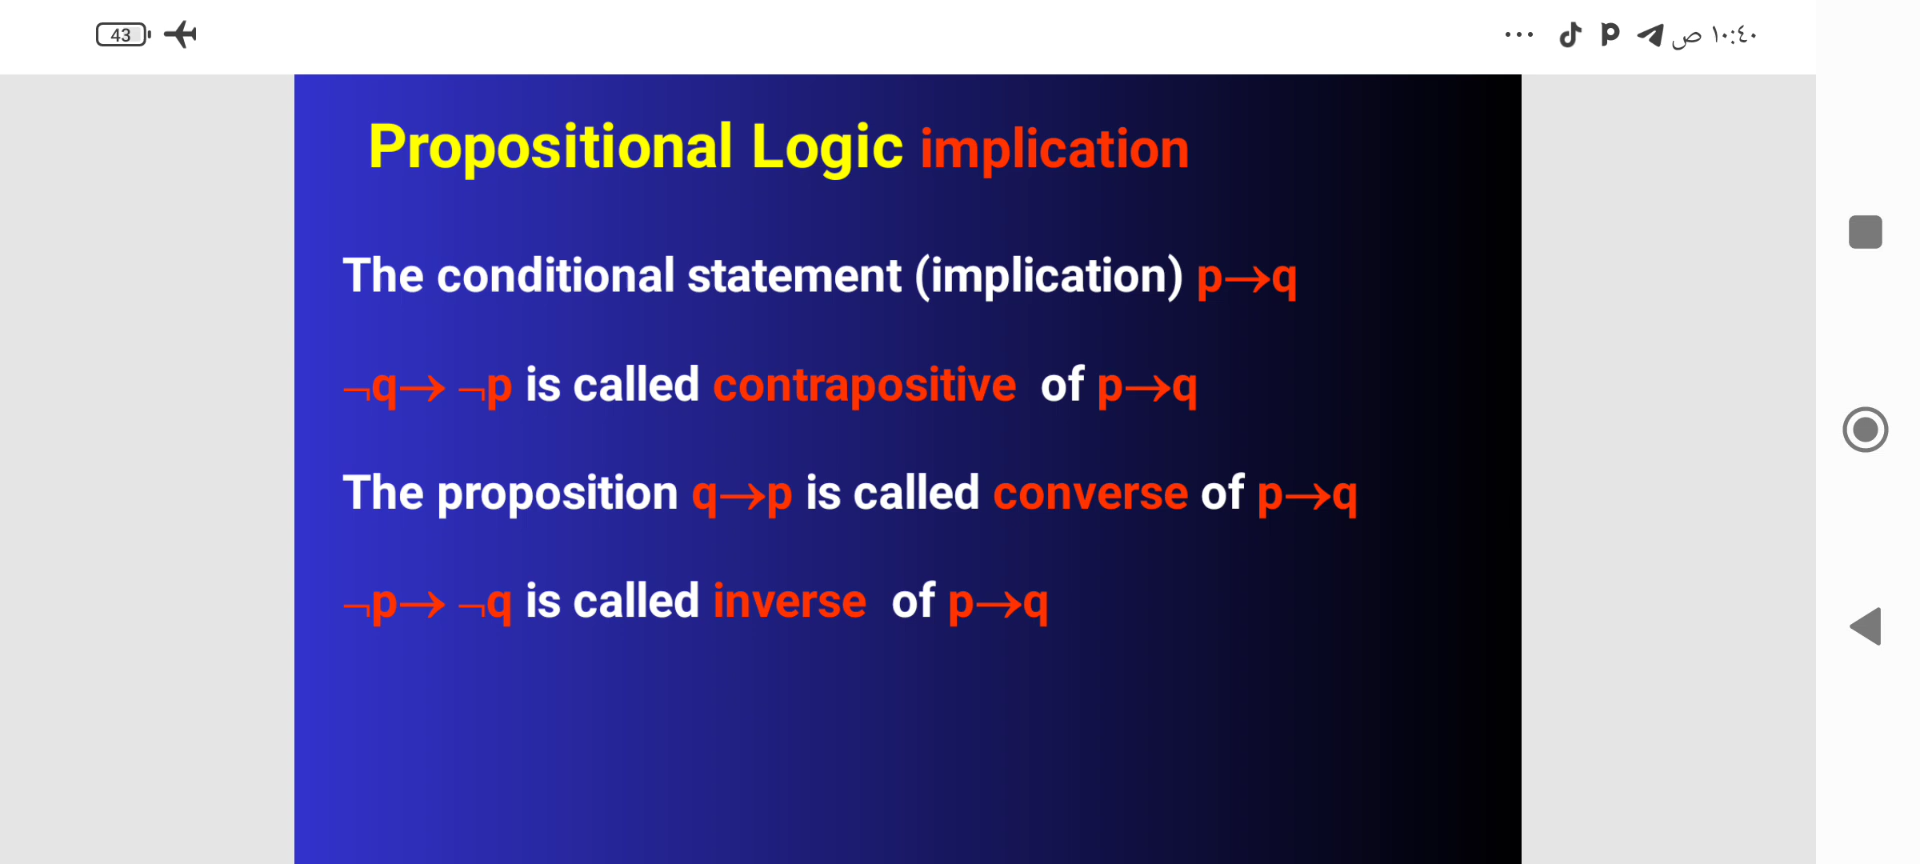 43
١٠:٤٠ ص
Propositional Logic implication
The conditional statement (implication) p→q
¬q→ ¬p is called contrapositive of p→q
The proposition q→p is called converse of p→q
¬p→ ¬q is called inverse of p→q